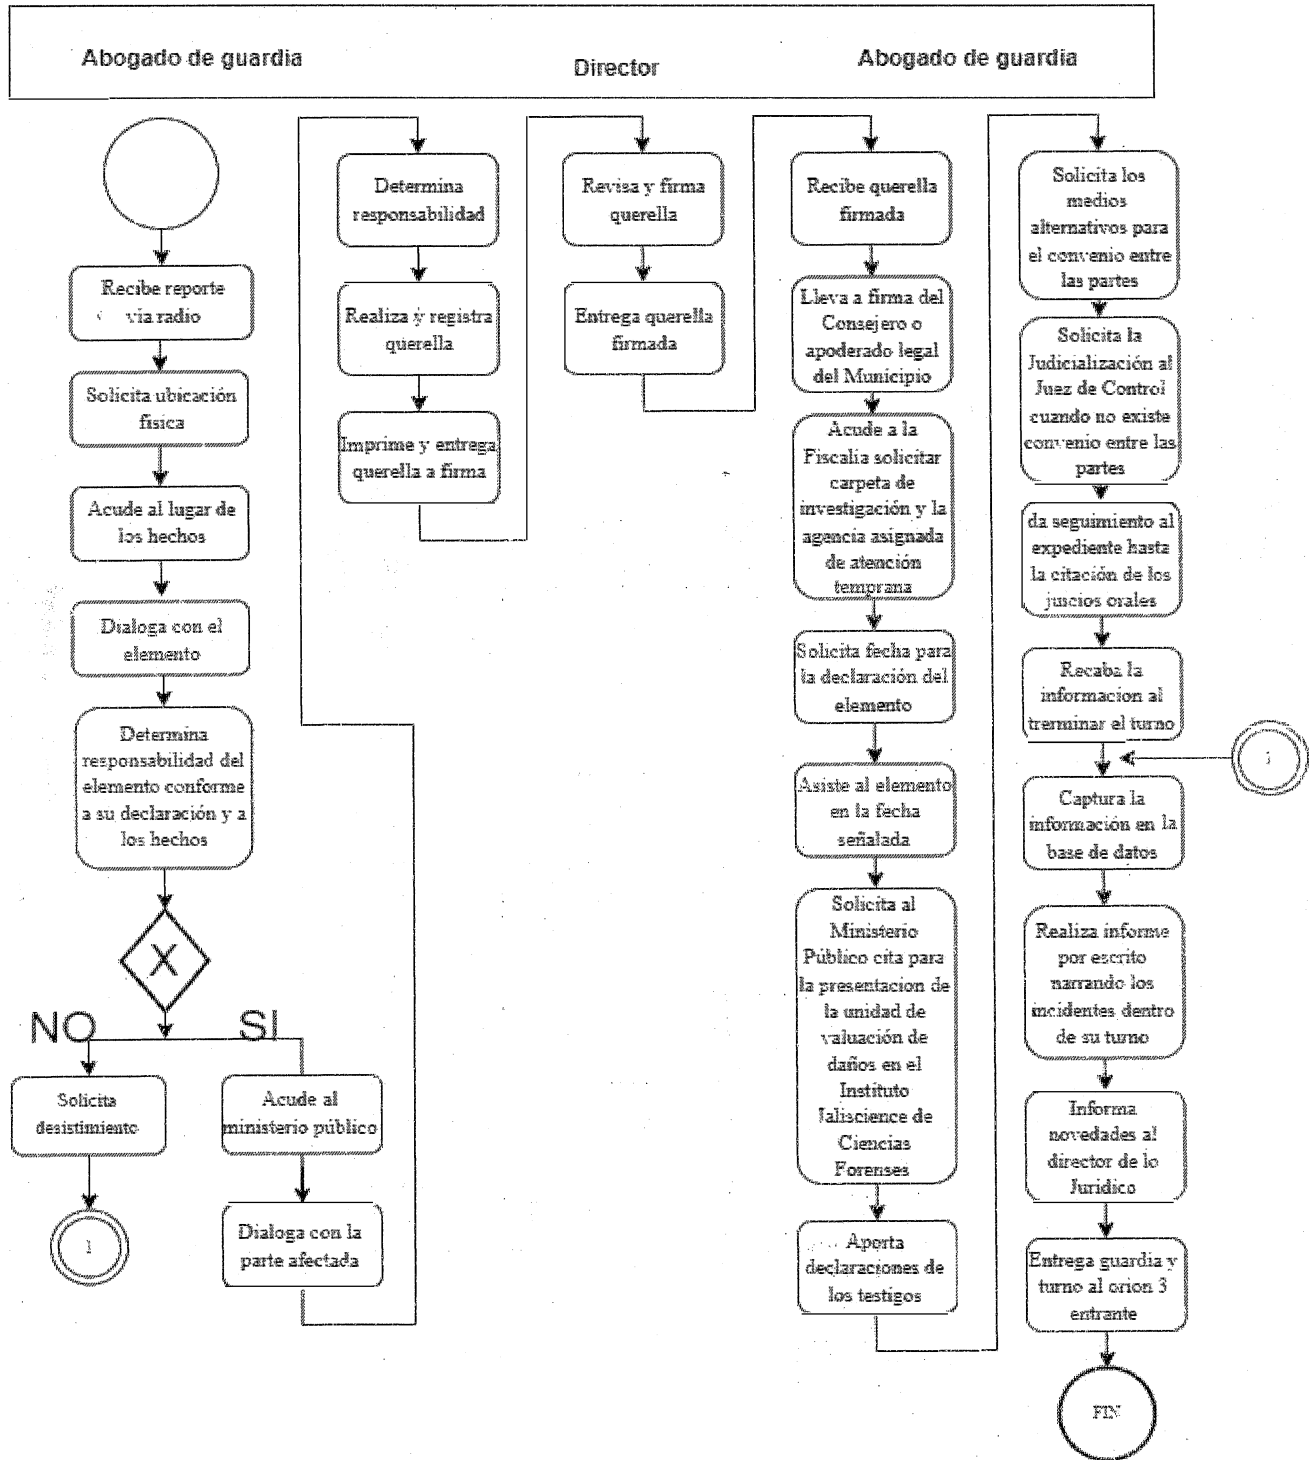 Abogado de guardia
Director
Abogado de guardia
Recibe reporte
via radio
Solicita ubicación
física
Acude al lugar de
los hechos
Dialoga con el
elemento
Determina
responsabilidad del
elemento conforme
a su declaración y a
los hechos
X
NO
SI
Solicita
desistimiento
1
Acude al
ministerio público
Dialoga con la
parte afectada
Determina
responsabilidad
Realiza y registra
querella
Imprime y entrega
querella a firma
Revisa y firma
querella
Entrega querella
firmada
Recibe querella
firmada
Lleva a firma del
Consejero o
apoderado legal
del Municipio
Acude a la
Fiscalia solicitar
carpeta de
investigación y la
agencia asignada
de atención
temprana
Solicita fecha para
la declaración del
elemento
Asiste al elemento
en la fecha
señalada
Solicita al
Ministerio
Público cita para
la presentacion de
la unidad de
valuación de
daños en el
Instituto
Jaliscience de
Ciencias
Forenses
Aporta
declaraciones de
los testigos
Solicita los
medios
alternativos para
el convenio entre
las partes
Solicita la
Judicialización al
Juez de Control
cuando no existe
convenio entre las
partes
da seguimiento al
expediente hasta
la citación de los
juicios orales
Recaba la
informacion al
trerminar el turno
1
Captura la
información en la
base de datos
Realiza informe
por escrito
narrando los
incidentes dentro
de su turno
Informa
novedades al
director de lo
Juridico
Entrega guardia y
turno al orion 3
entrante
FIN